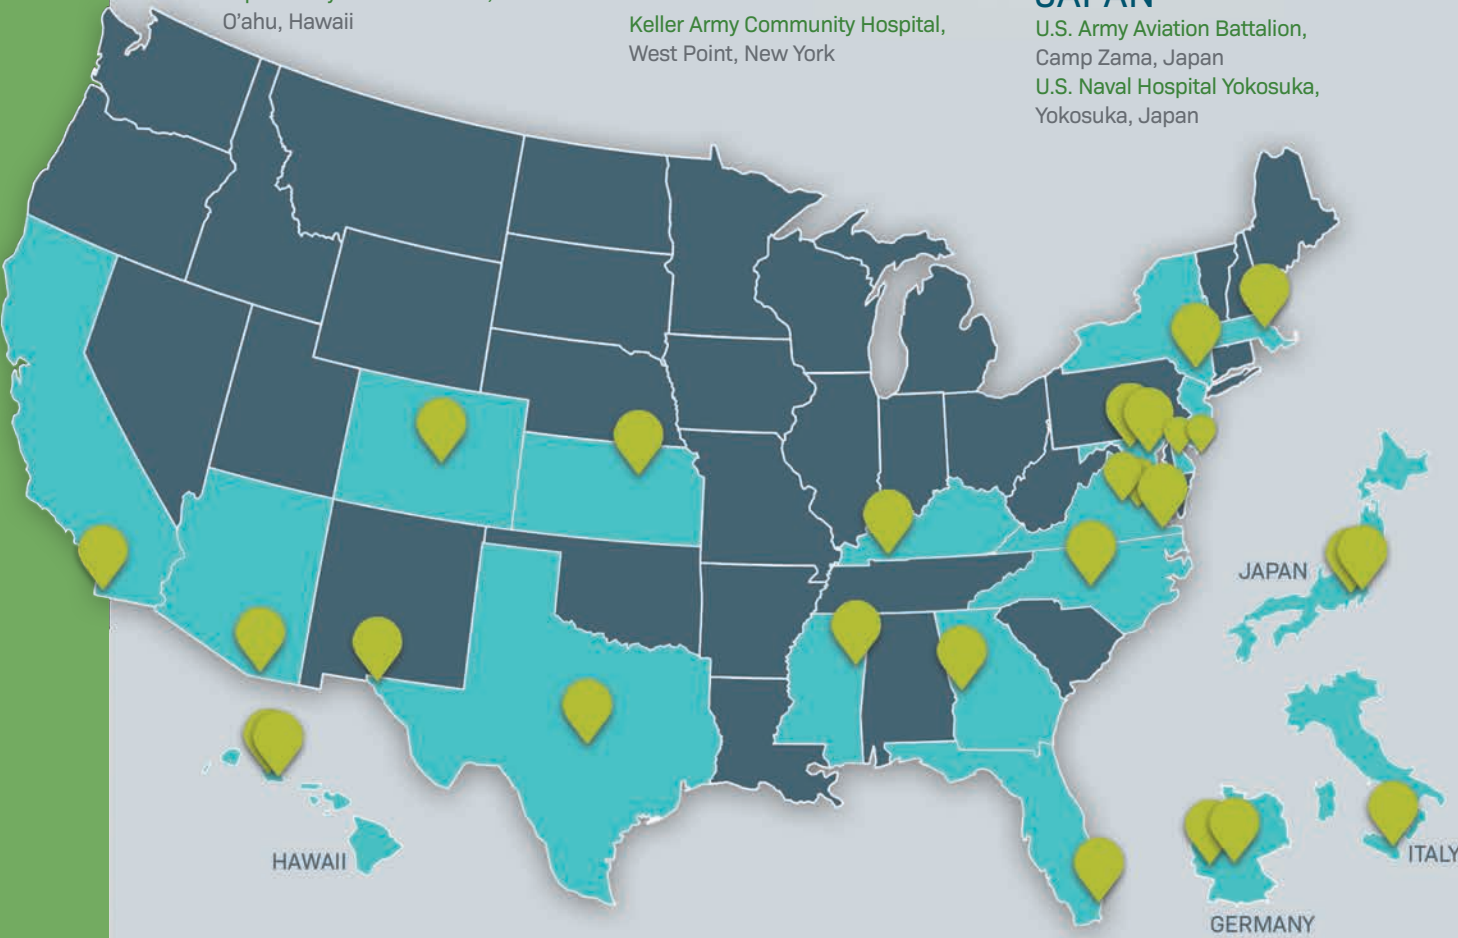 O'ahu, Hawaii
Keller Army Community Hospital,
West Point, New York
JAPAN
U.S. Army Aviation Battalion,
Camp Zama, Japan
U.S. Naval Hospital Yokosuka,
Yokosuka, Japan
JAPAN
HAWAII
ITALY
GERMANY